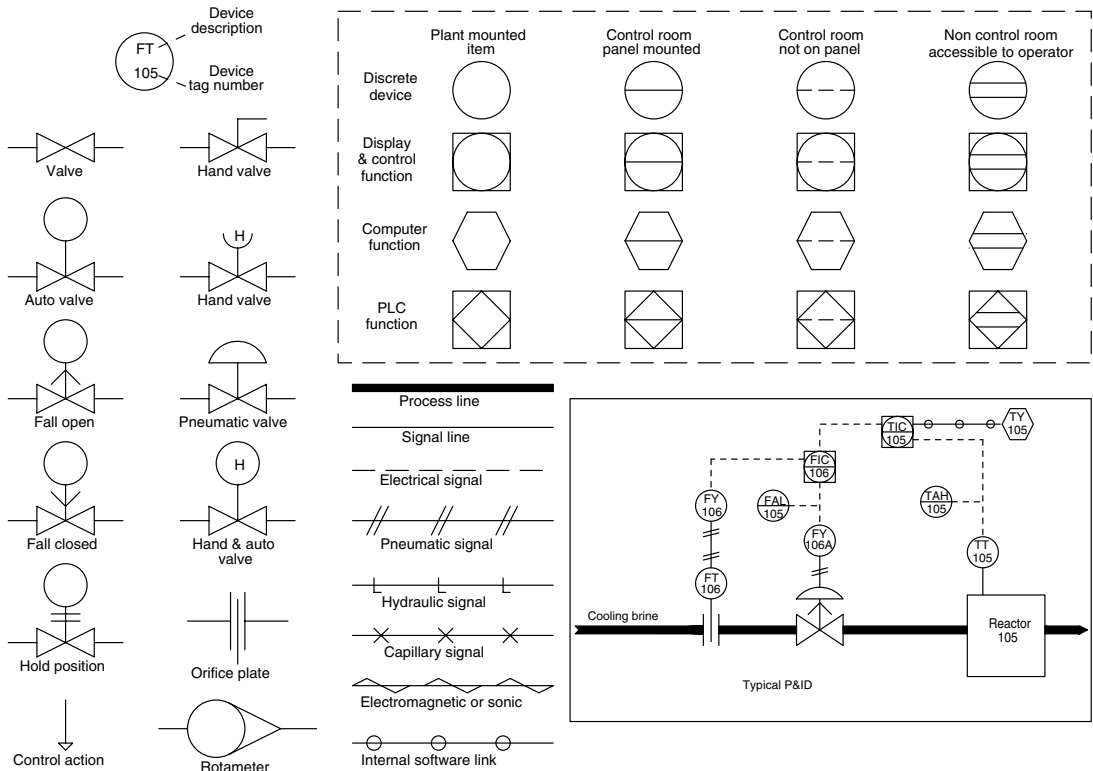 Device
description
FT
105
Device
tag number
Valve
Hand valve
Auto valve
H
Hand valve
Fall open
Pneumatic valve
Fall closed
H
Hand & auto
valve
Hold position
Orifice plate
Control action
Rotameter
Plant mounted
item
Control room
panel mounted
Control room
not on panel
Non control room
accessible to operator
Discrete
device
Display
& control
function
Computer
function
PLC
function
Process line
Signal line
Electrical signal
Pneumatic signal
Hydraulic signal
Capillary signal
Electromagnetic or sonic
Internal software link
TIC
105
TY
105
FIC
106
FY
106
FAL
105
TAH
105
FY
106A
TT
105
FT
106
Cooling brine
Reactor
105
Typical P&ID